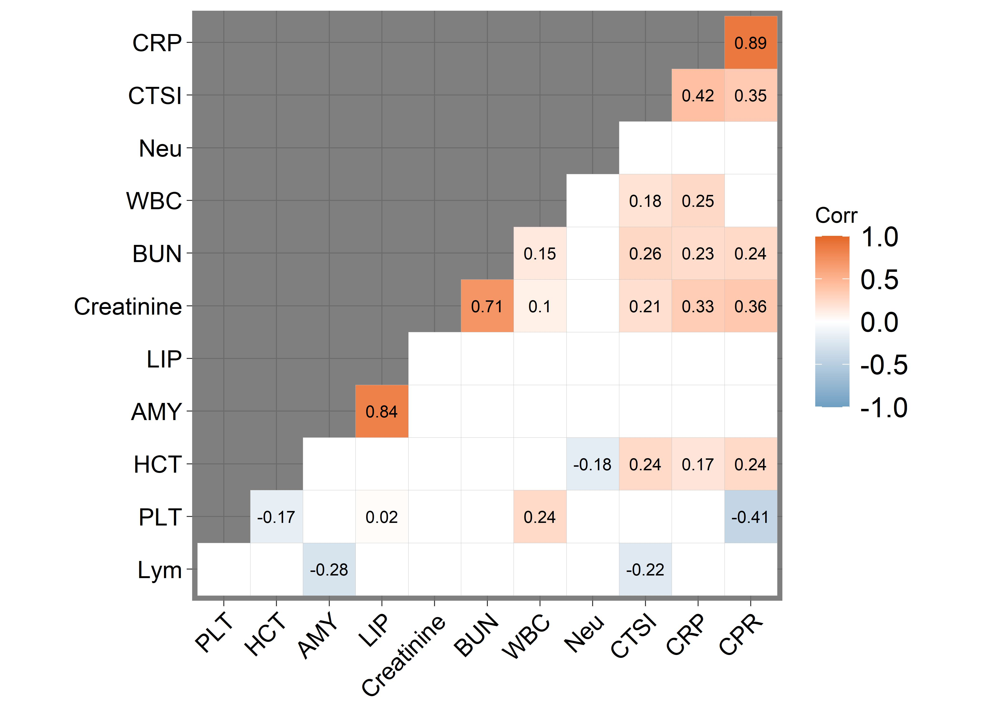 CRP 0.89
CTSI 0.42 0.35
Neu
WBC 0.18 0.25
BUN 0.15 0.26 0.23 0.24
Creatinine 0.71 0.1 0.21 0.33 0.36
LIP
AMY 0.84
HCT -0.18 0.24 0.17 0.24
PLT -0.17 0.02 0.24 -0.41
Lym -0.28 -0.22
PLT HCT AMY LIP Creatinine BUN WBC Neu CTSI CRP CPR
Corr
1.0
0.5
0.0
-0.5
-1.0